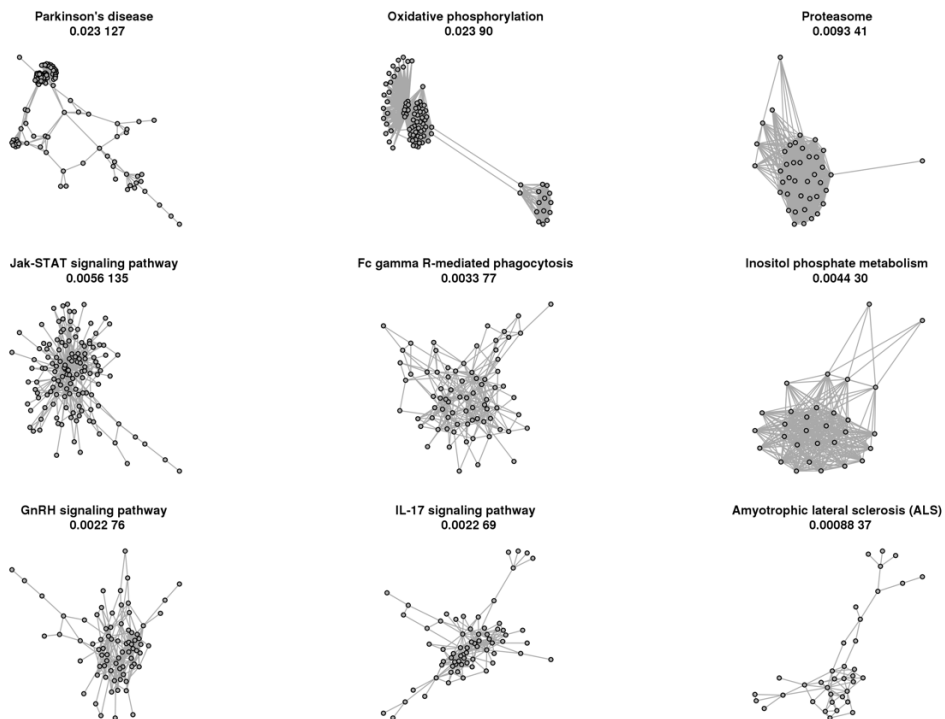 Parkinson's disease
0.023 127
Oxidative phosphorylation
0.023 90
Proteasome
0.0093 41
Jak-STAT signaling pathway
0.0056 135
Fc gamma R-mediated phagocytosis
0.0033 77
Inositol phosphate metabolism
0.0044 30
GnRH signaling pathway
0.0022 76
IL-17 signaling pathway
0.0022 69
Amyotrophic lateral sclerosis (ALS)
0.00088 37